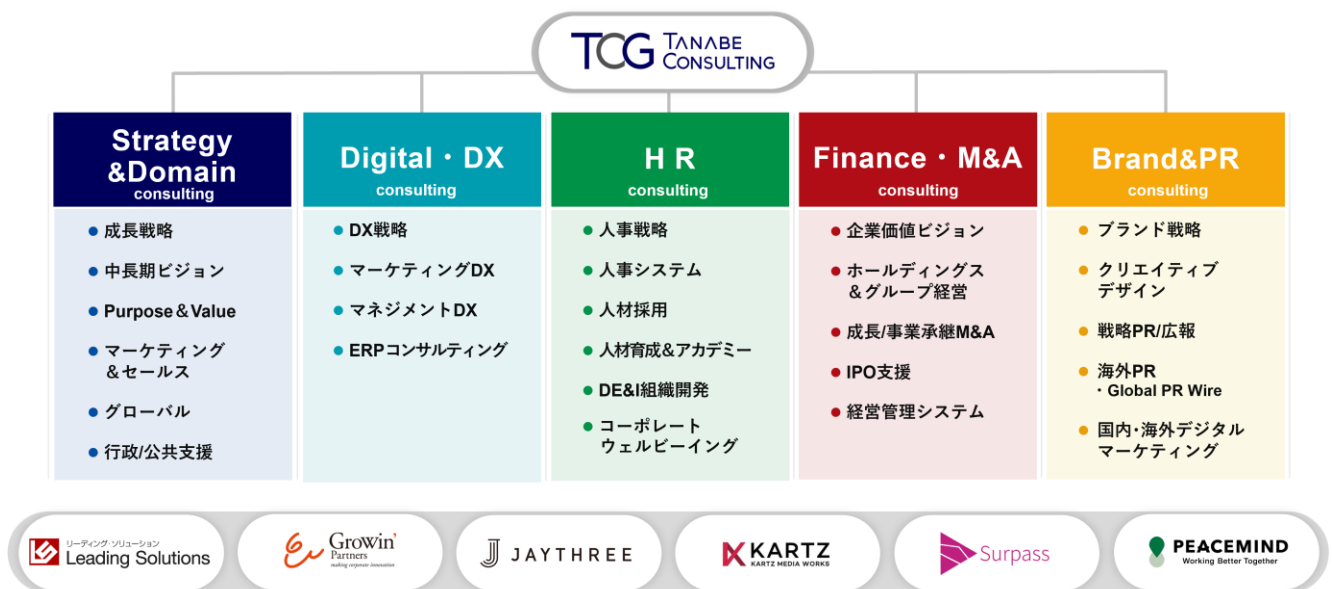 TCG TANABE
CONSULTING
Strategy
&Domain
consulting
成長戦略
中長期ビジョン
Purpose&Value
マーケティング
&セールス
グローバル
行政/公共支援
Digital・DX
consulting
DX戦略
マーケティングDX
マネジメントDX
ERPコンサルティング
HR
consulting
人事戦略
人事システム
人材採用
人材育成&アカデミー
DE&I組織開発
コーポレート
ウェルビーイング
Finance・M&A
consulting
企業価値ビジョン
ホールディングス
&グループ経営
成長/事業承継M&A
IPO支援
経営管理システム
Brand&PR
consulting
ブランド戦略
クリエイティブ
デザイン
戦略PR/広報
海外PR
・Global PR Wire
国内・海外デジタル
マーケティング
リーディング・ソリューション
Leading Solutions
Growin'
Partners
making corporate innovation
JAYTHREE
KARTZ
KARTZ MEDIA WORKS
Surpass
PEACEMIND
Working Better Together